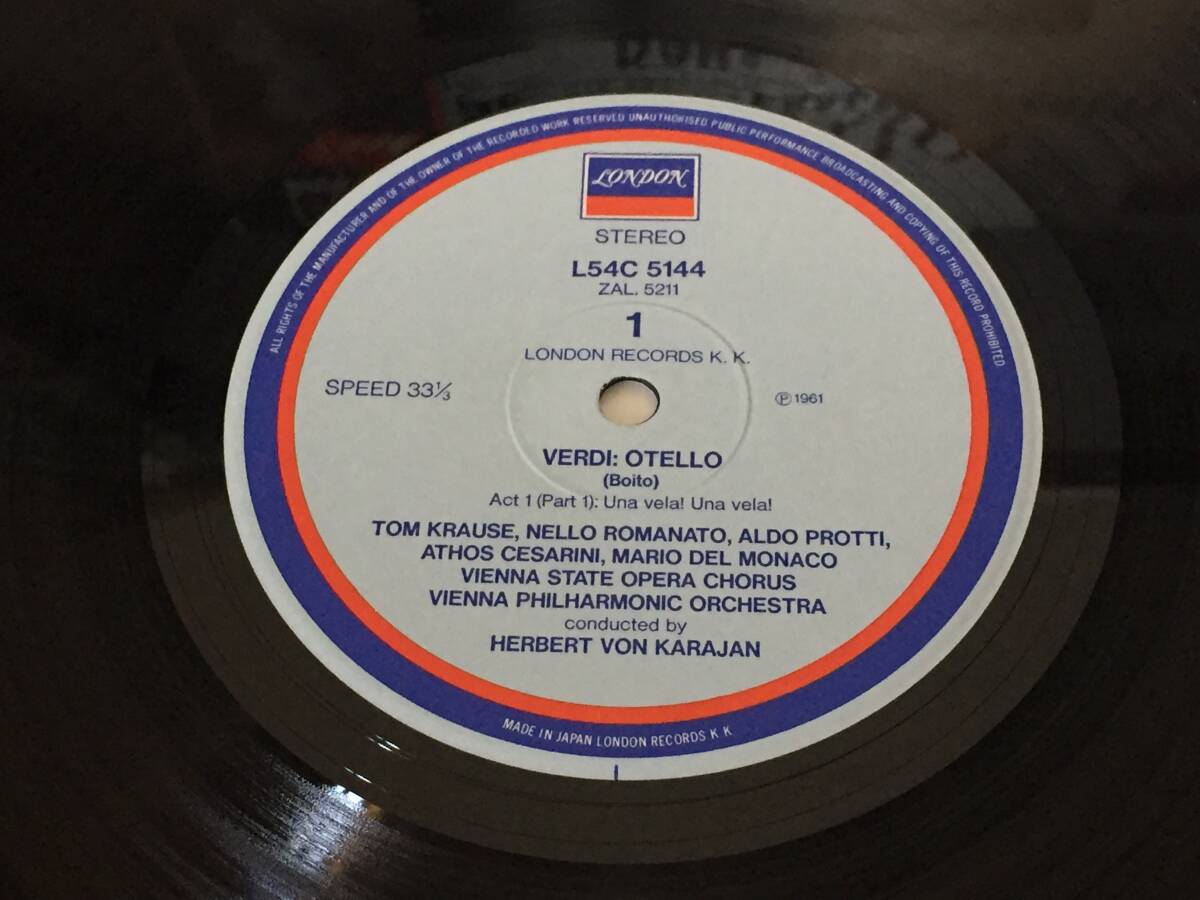 ALL RIGHTS OF THE MANUFACTURER AND OF THE OWNER OF THE RECORDED WORK RESERVED UNAUTHORISED PUBLIC PERFORMANCE BROADCASTING AND COPYING OF THIS RECORD PROHIBITED
LONDON
STEREO
L54C 5144
ZAL. 5211
1
LONDON RECORDS K. K.
SPEED 33⅓
℗1961
VERDI: OTELLO
(Boito)
Act 1 (Part 1): Una vela! Una vela!
TOM KRAUSE, NELLO ROMANATO, ALDO PROTTI,
ATHOS CESARINI, MARIO DEL MONACO
VIENNA STATE OPERA CHORUS
VIENNA PHILHARMONIC ORCHESTRA
conducted by
HERBERT VON KARAJAN
MADE IN JAPAN LONDON RECORDS K K